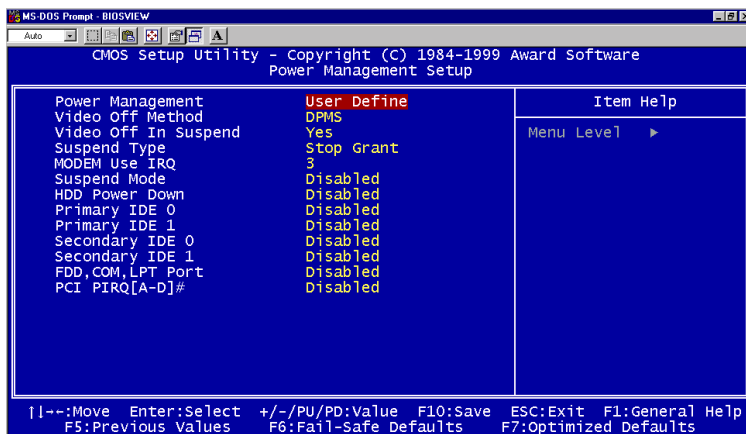 MS-DOS Prompt - BIOSVIEW
Auto
A
CMOS Setup Utility - Copyright (C) 1984-1999 Award Software
Power Management Setup
Power Management User Define
Video Off Method DPMS
Video Off In Suspend Yes
Suspend Type Stop Grant
MODEM Use IRQ 3
Suspend Mode Disabled
HDD Power Down Disabled
Primary IDE 0 Disabled
Primary IDE 1 Disabled
Secondary IDE 0 Disabled
Secondary IDE 1 Disabled
FDD,COM,LPT Port Disabled
PCI PIRQ[A-D]# Disabled
Item Help
Menu Level ▶
↑↓→←:Move Enter:Select +/-/PU/PD:Value F10:Save ESC:Exit F1:General Help
F5:Previous Values F6:Fail-Safe Defaults F7:Optimized Defaults